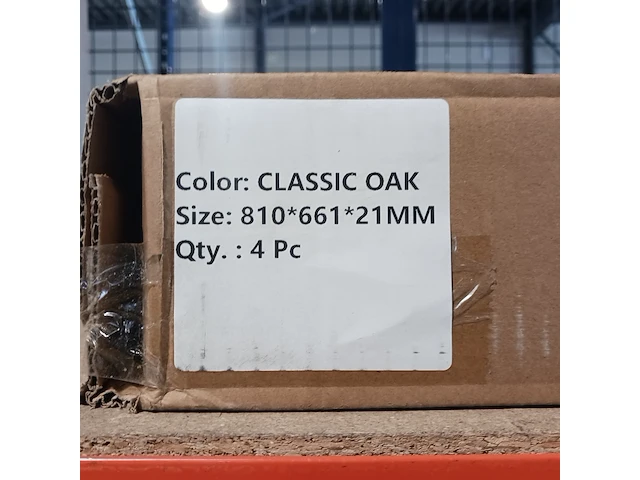 Color: CLASSIC OAK
Size: 810*661*21MM
Qty. : 4 Pc